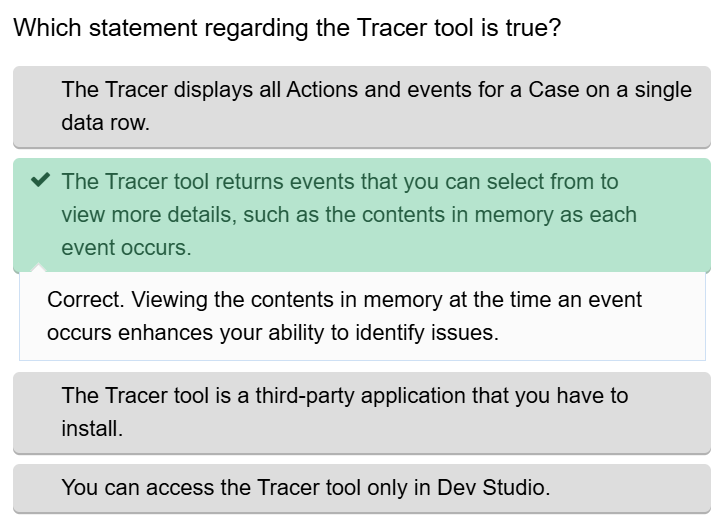 Which statement regarding the Tracer tool is true?
The Tracer displays all Actions and events for a Case on a single
data row.
The Tracer tool returns events that you can select from to
view more details, such as the contents in memory as each
event occurs.
Correct. Viewing the contents in memory at the time an event
occurs enhances your ability to identify issues.
The Tracer tool is a third-party application that you have to
install.
You can access the Tracer tool only in Dev Studio.